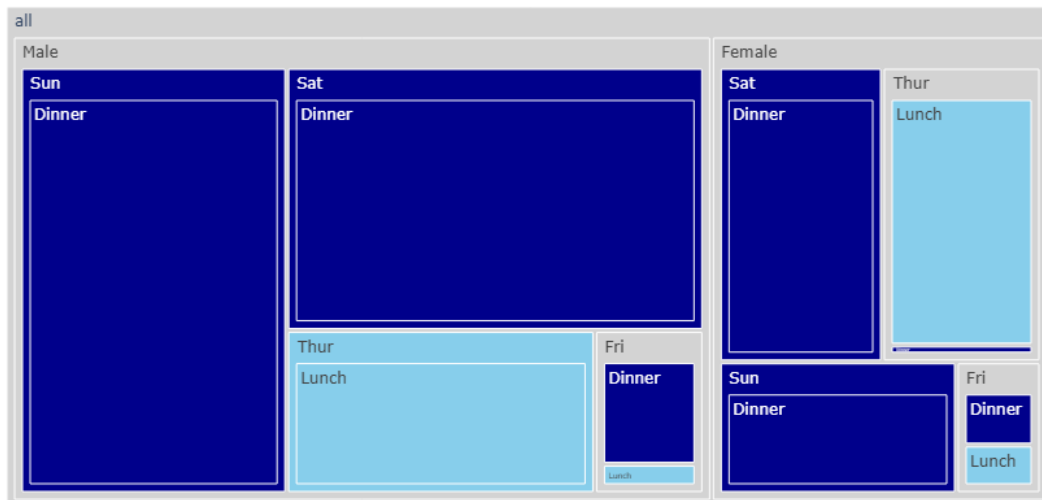 all
Male
Sun
Dinner
Sat
Dinner
Thur
Lunch
Fri
Dinner
Lunch
Female
Sat
Dinner
Thur
Lunch
Dinner
Sun
Dinner
Fri
Dinner
Lunch